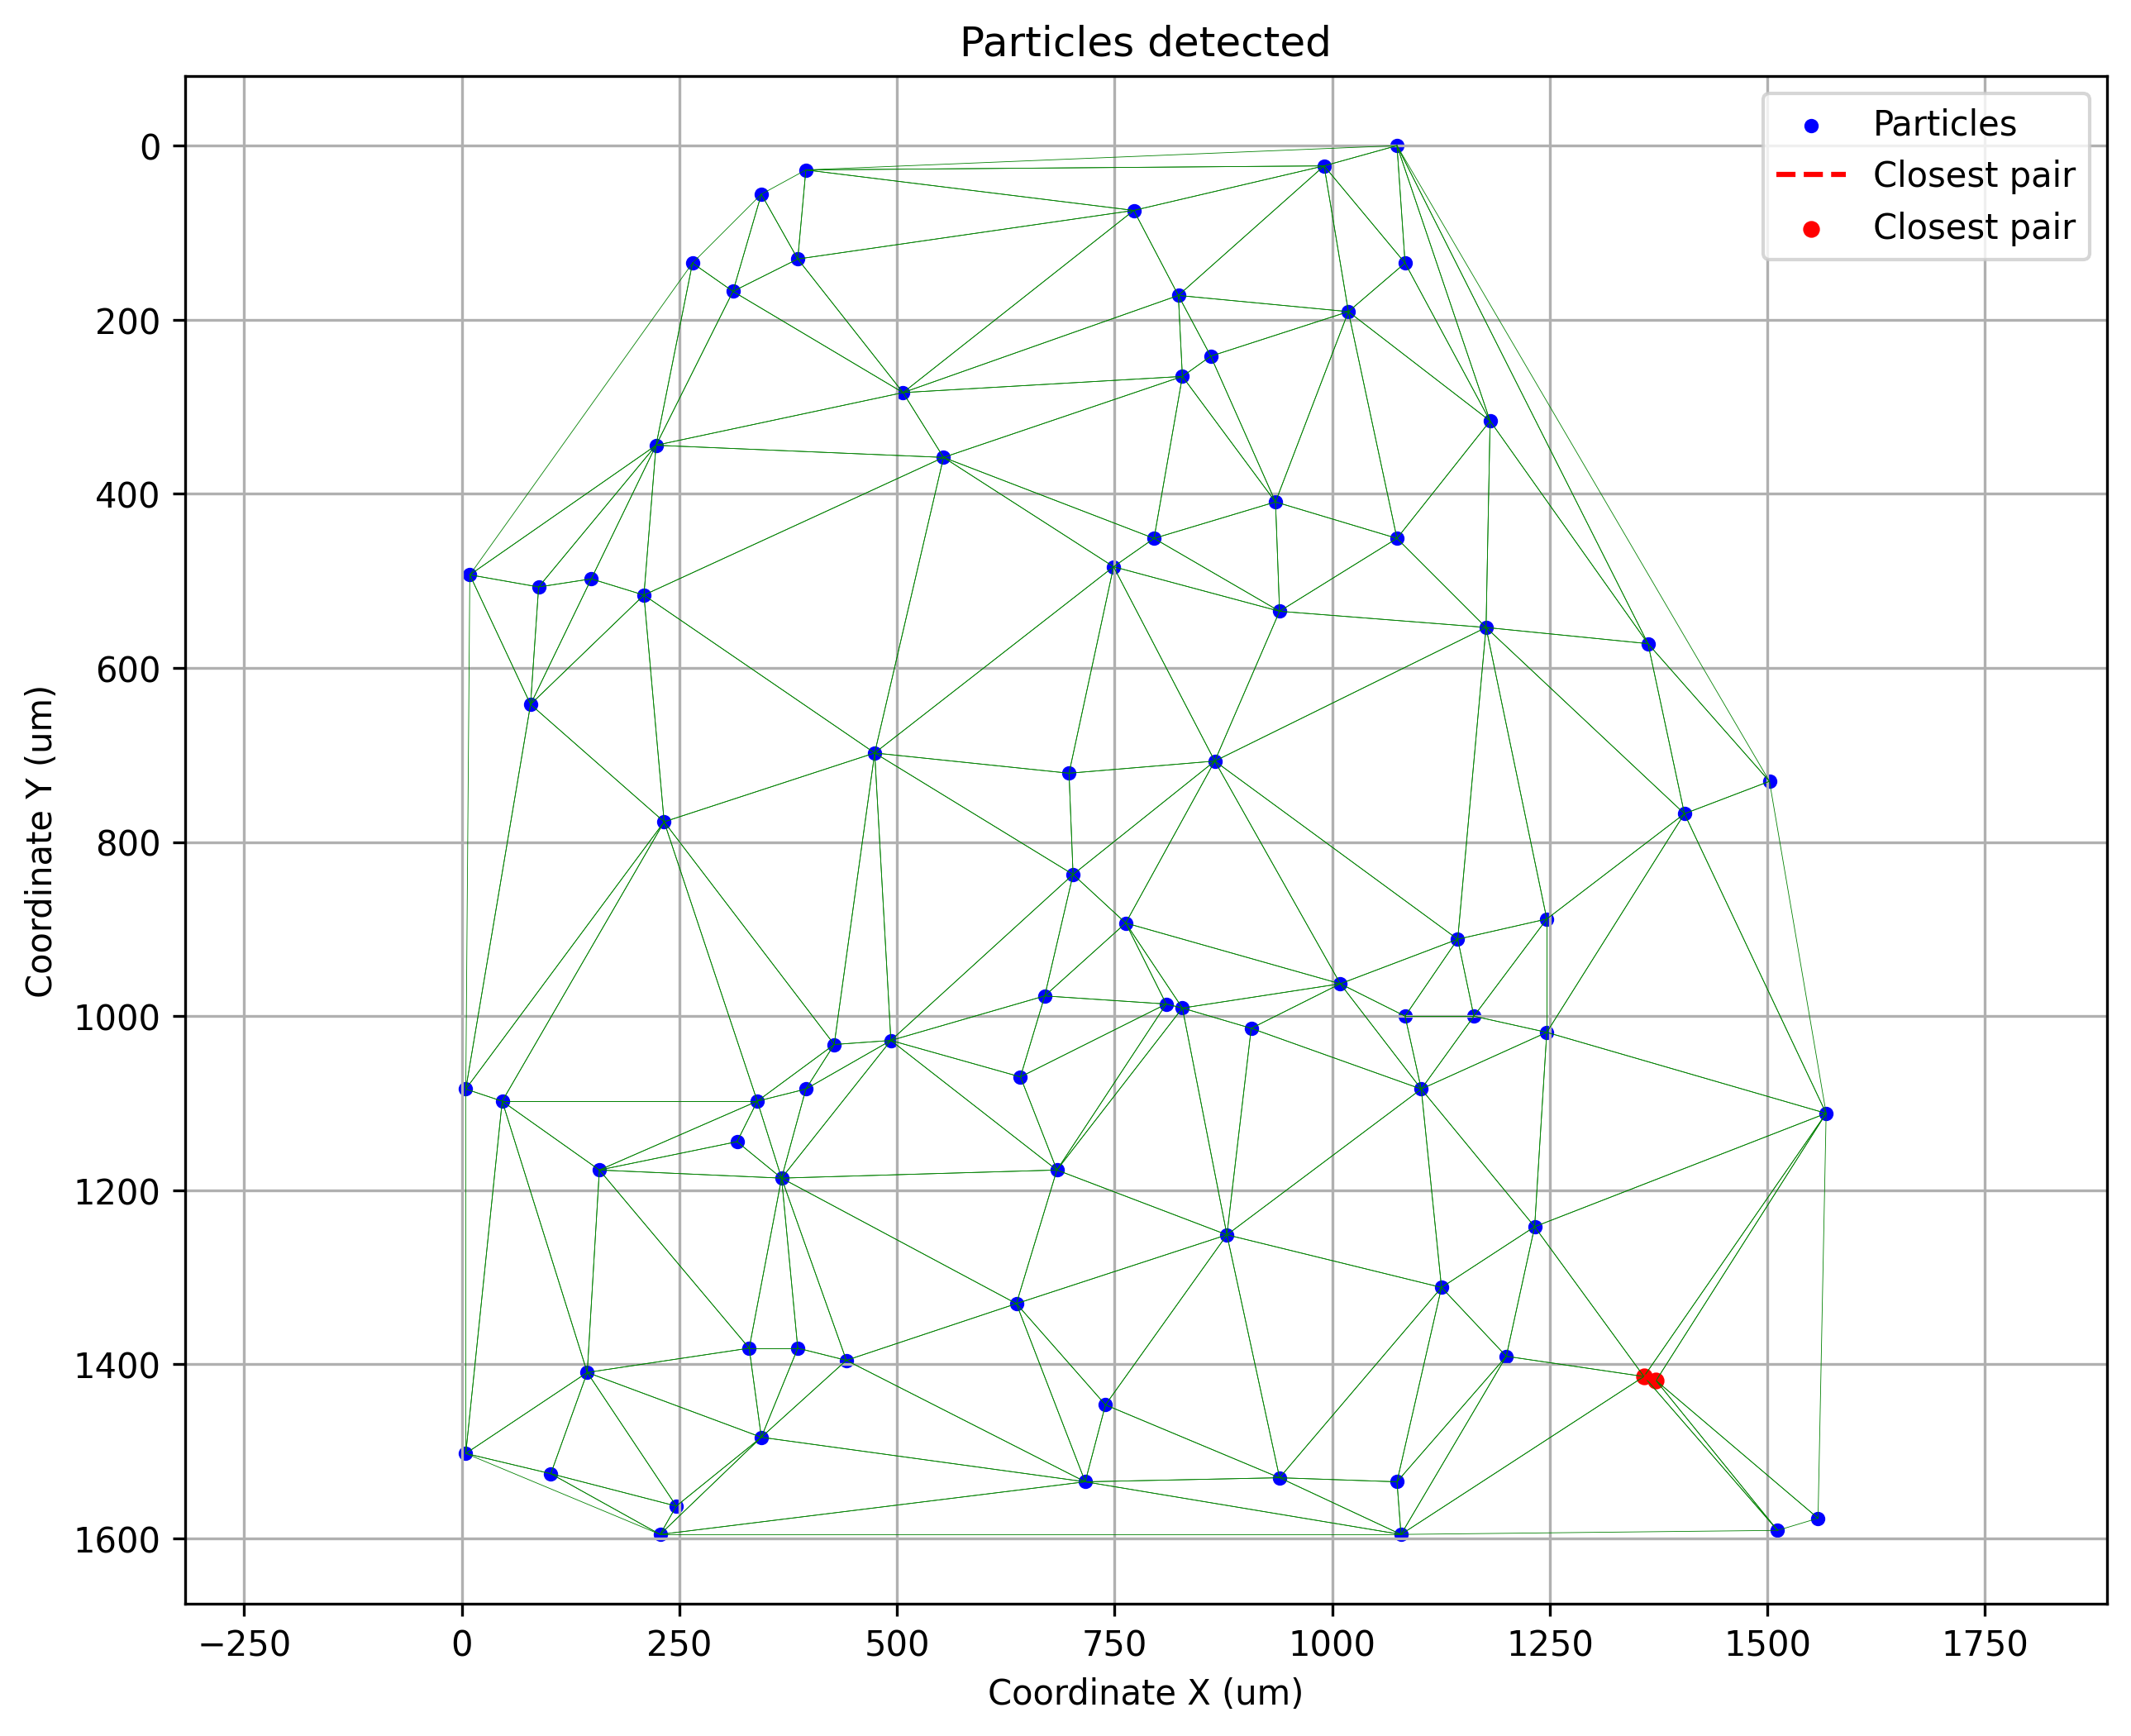 Particles detected
Particles
Closest pair
Closest pair
0
200
400
600
800
1000
1200
1400
1600
Coordinate Y (um)
−250 0 250 500 750 1000 1250 1500 1750
Coordinate X (um)